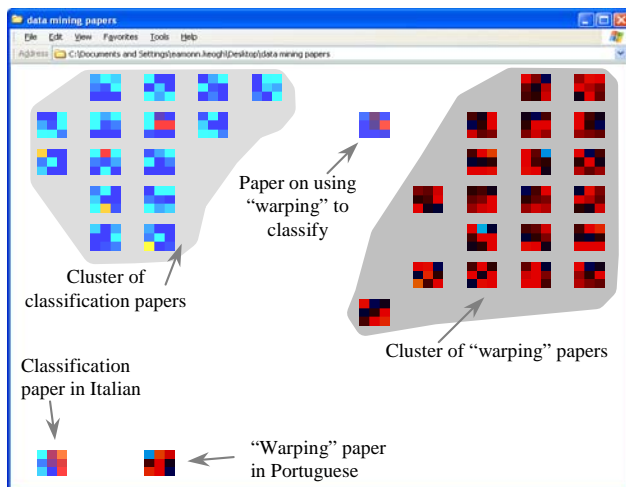 data mining papers
File Edit View Favorites Tools Help
Address C:\Documents and Settings\eamonn.keogh\Desktop\data mining papers
Paper on using
“warping” to
classify
Cluster of
classification papers
Cluster of “warping” papers
Classification
paper in Italian
“Warping” paper
in Portuguese